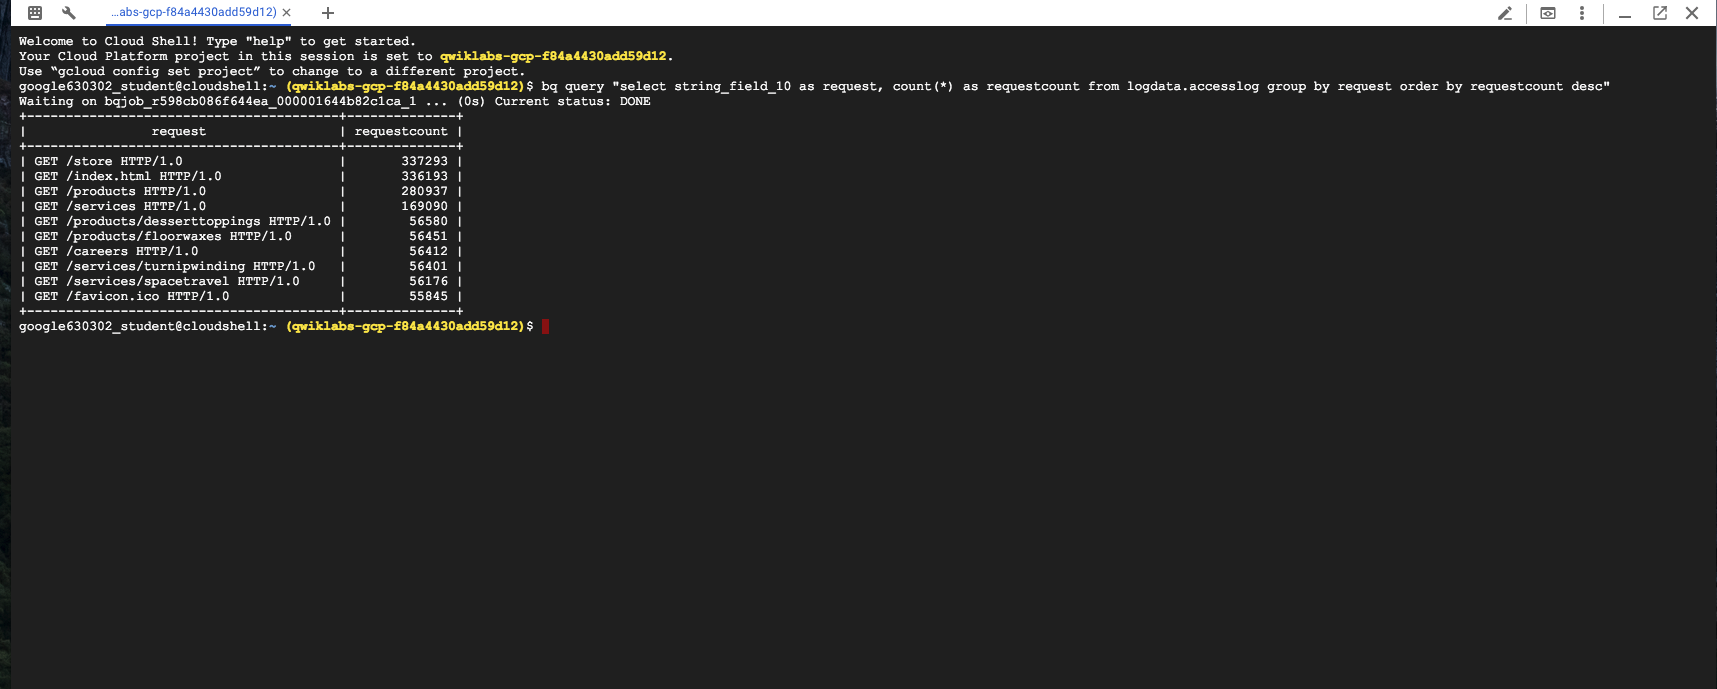 ...abs-gcp-f84a4430add59d12)
Welcome to Cloud Shell! Type "help" to get started.
Your Cloud Platform project in this session is set to qwiklabs-gcp-f84a4430add59d12.
Use “gcloud config set project” to change to a different project.
google630302_student@cloudshell:~ (qwiklabs-gcp-f84a4430add59d12)$ bq query "select string_field_10 as request, count(*) as requestcount from logdata.accesslog group by request order by requestcount desc"
Waiting on bqjob_r598cb086f644ea_000001644b82c1ca_1 ... (0s) Current status: DONE
+----------------------------------------+--------------+
|                request                 | requestcount |
+----------------------------------------+--------------+
| GET /store HTTP/1.0                    |       337293 |
| GET /index.html HTTP/1.0               |       336193 |
| GET /products HTTP/1.0                 |       280937 |
| GET /services HTTP/1.0                 |       169090 |
| GET /products/desserttoppings HTTP/1.0 |        56580 |
| GET /products/floorwaxes HTTP/1.0      |        56451 |
| GET /careers HTTP/1.0                  |        56412 |
| GET /services/turnipwinding HTTP/1.0   |        56401 |
| GET /services/spacetravel HTTP/1.0     |        56176 |
| GET /favicon.ico HTTP/1.0              |        55845 |
+----------------------------------------+--------------+
google630302_student@cloudshell:~ (qwiklabs-gcp-f84a4430add59d12)$